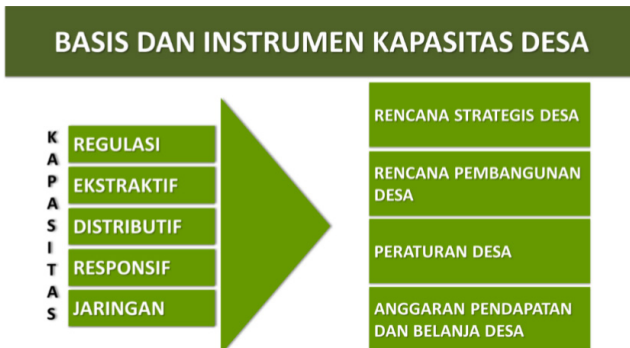 BASIS DAN INSTRUMEN KAPASITAS DESA
KAPASITAS
REGULASI
EKSTRAKTIF
DISTRIBUTIF
RESPONSIF
JARINGAN
RENCANA STRATEGIS DESA
RENCANA PEMBANGUNAN
DESA
PERATURAN DESA
ANGGARAN PENDAPATAN
DAN BELANJA DESA